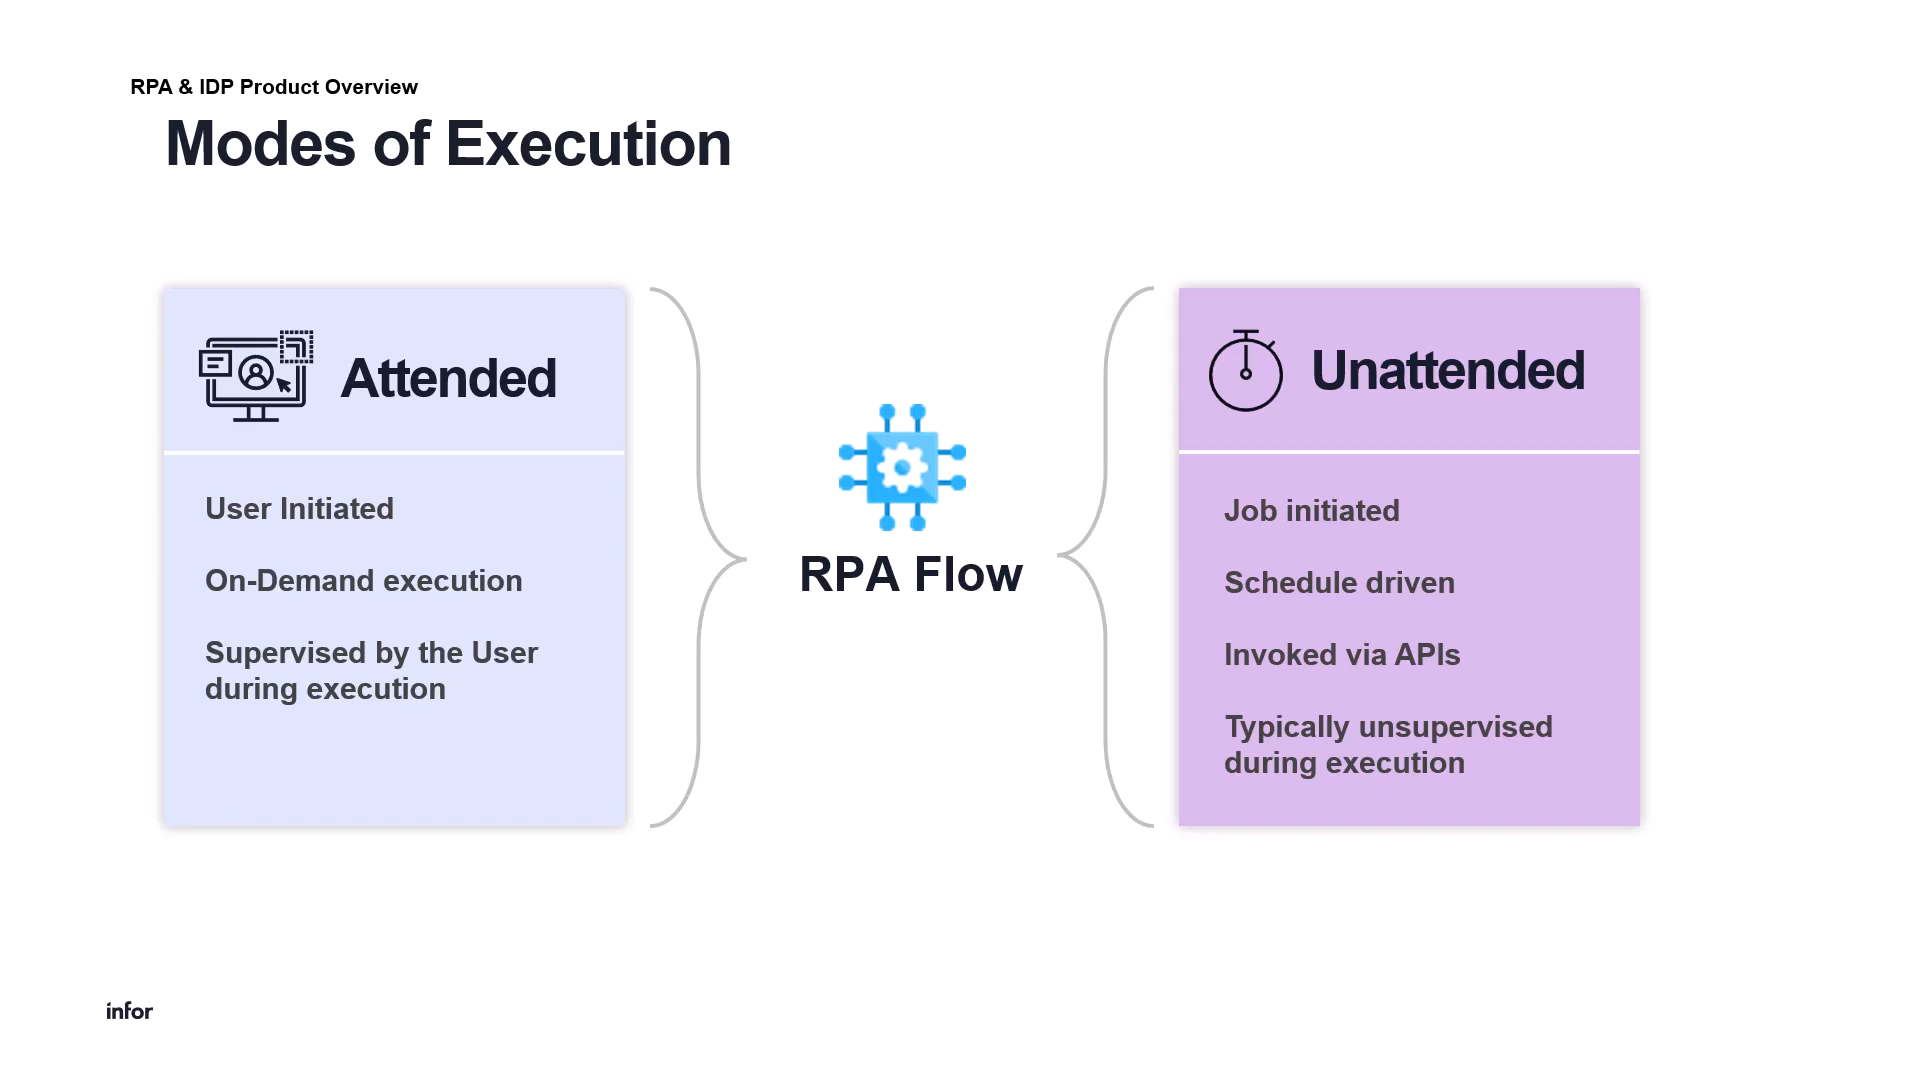 RPA & IDP Product Overview
Modes of Execution
Attended
User Initiated
On-Demand execution
Supervised by the User
during execution
RPA Flow
Unattended
Job initiated
Schedule driven
Invoked via APIs
Typically unsupervised
during execution
infor